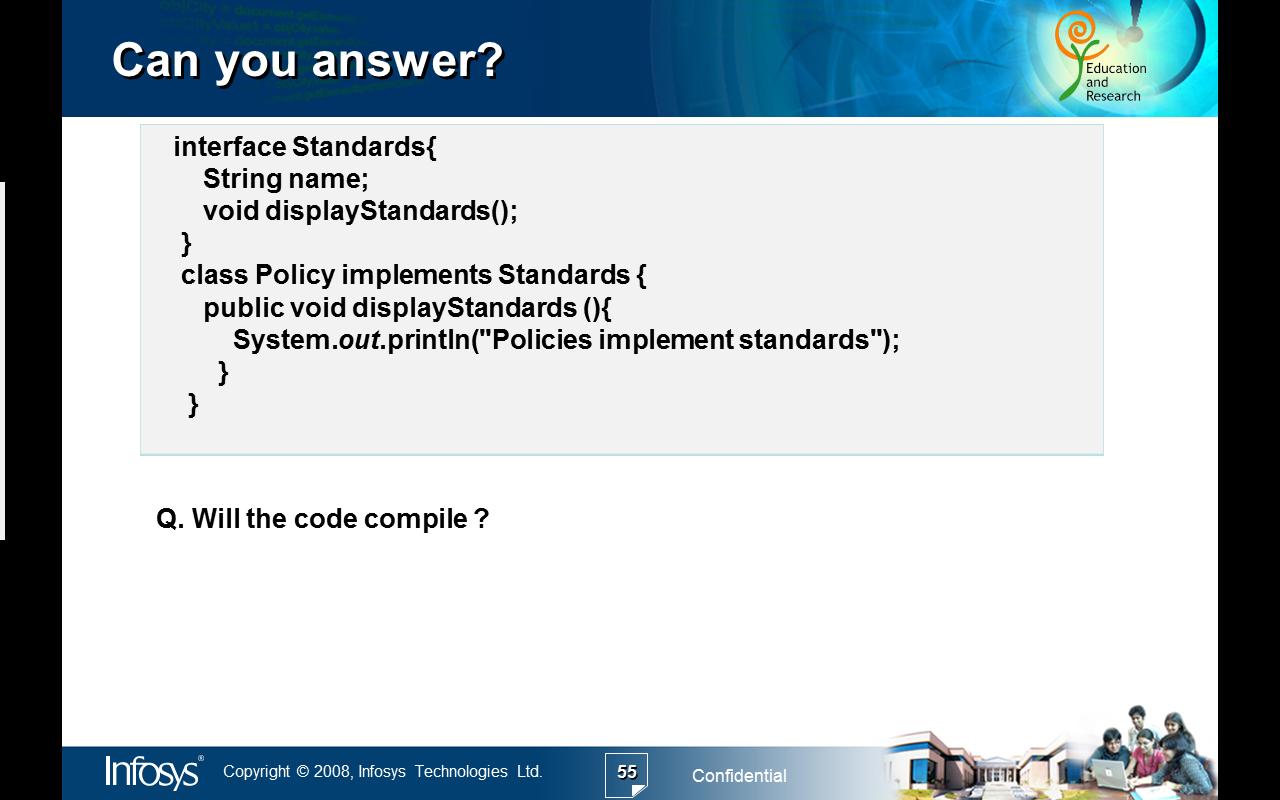 Can you answer?
Education
and
Research
interface Standards{
String name;
void displayStandards();
}
class Policy implements Standards {
public void displayStandards (){
System.out.println("Policies implement standards");
}
}
Q. Will the code compile ?
Infosys®
Copyright © 2008, Infosys Technologies Ltd.
55
Confidential